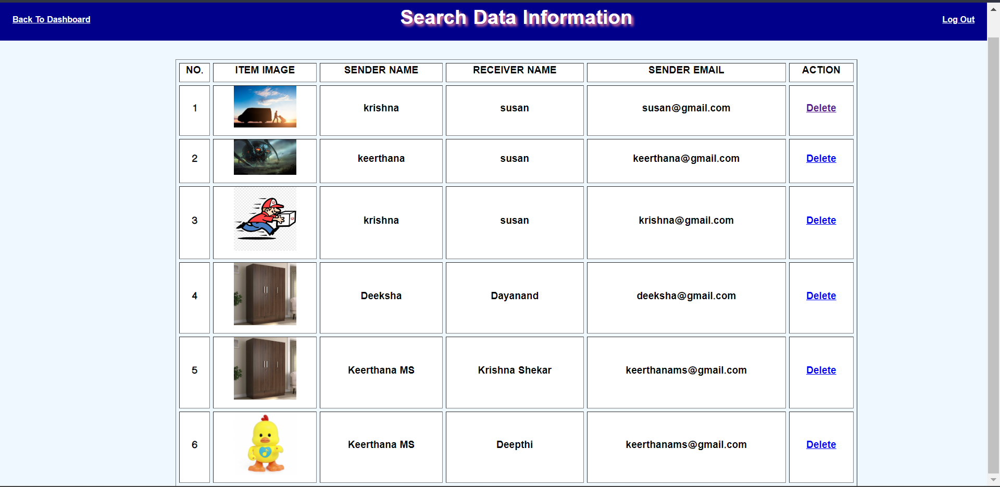 Back To Dashboard
Search Data Information
Log Out
NO. ITEM IMAGE SENDER NAME RECEIVER NAME SENDER EMAIL ACTION
1 krishna susan susan@gmail.com Delete
2 keerthana susan keerthana@gmail.com Delete
3 krishna susan krishna@gmail.com Delete
4 Deeksha Dayanand deeksha@gmail.com Delete
5 Keerthana MS Krishna Shekar keerthanams@gmail.com Delete
6 Keerthana MS Deepthi keerthanams@gmail.com Delete